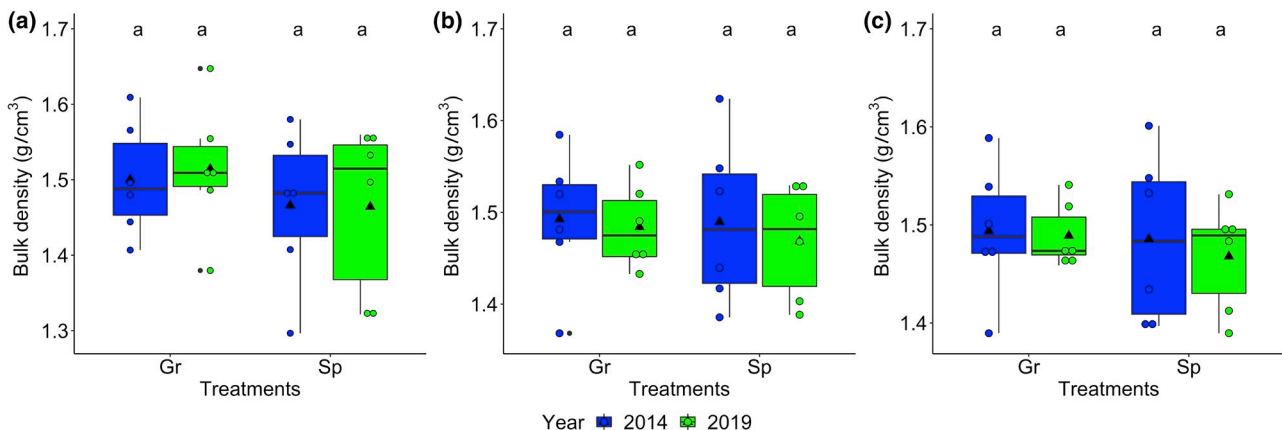 (a)
1.7
1.6
1.5
1.4
1.3
Bulk density (g/cm³)
a a a a
Gr Sp
Treatments
(b)
1.7
1.6
1.5
1.4
Bulk density (g/cm³)
a a a a
Gr Sp
Treatments
(c)
1.7
1.6
1.5
1.4
Bulk density (g/cm³)
a a a a
Gr Sp
Treatments
Year 2014 2019